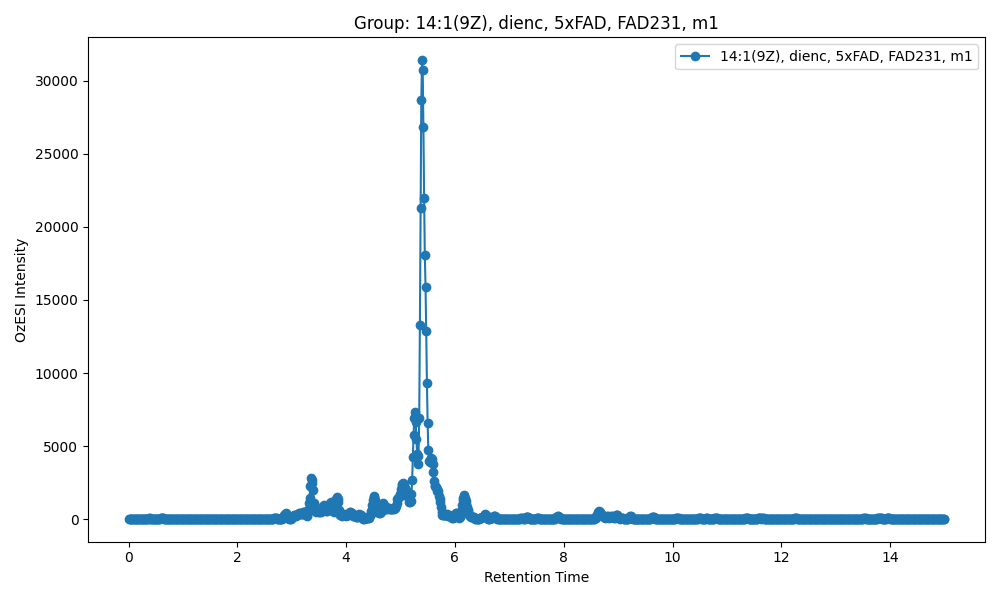 Group: 14:1(9Z), dienc, 5xFAD, FAD231, m1
14:1(9Z), dienc, 5xFAD, FAD231, m1
30000
25000
20000
15000
10000
5000
0
OzESI Intensity
0 2 4 6 8 10 12 14
Retention Time